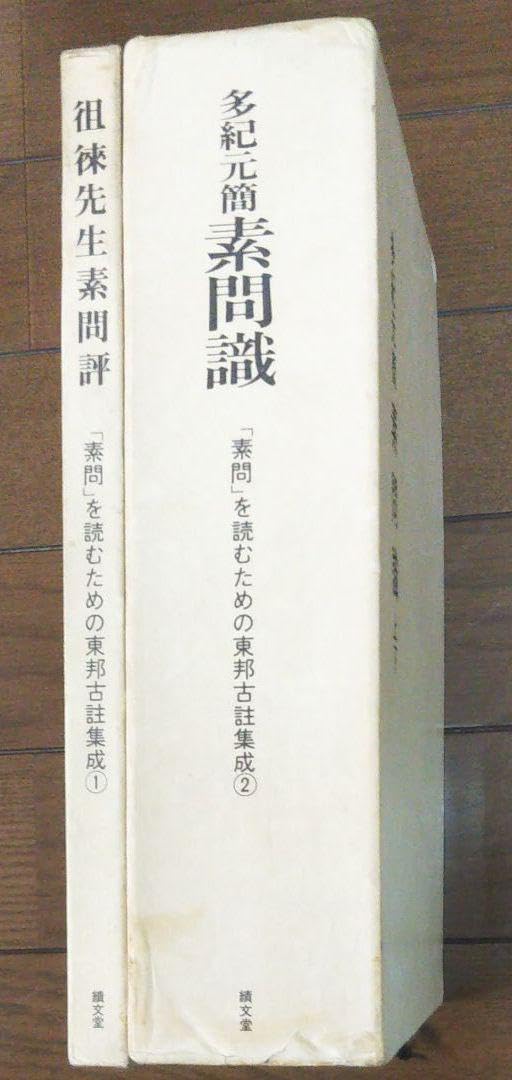 徂徠先生素問評
「素問」を読むための東邦古註集成①
績文堂
多紀元簡素問識
「素問」を読むための東邦古註集成②
績文堂